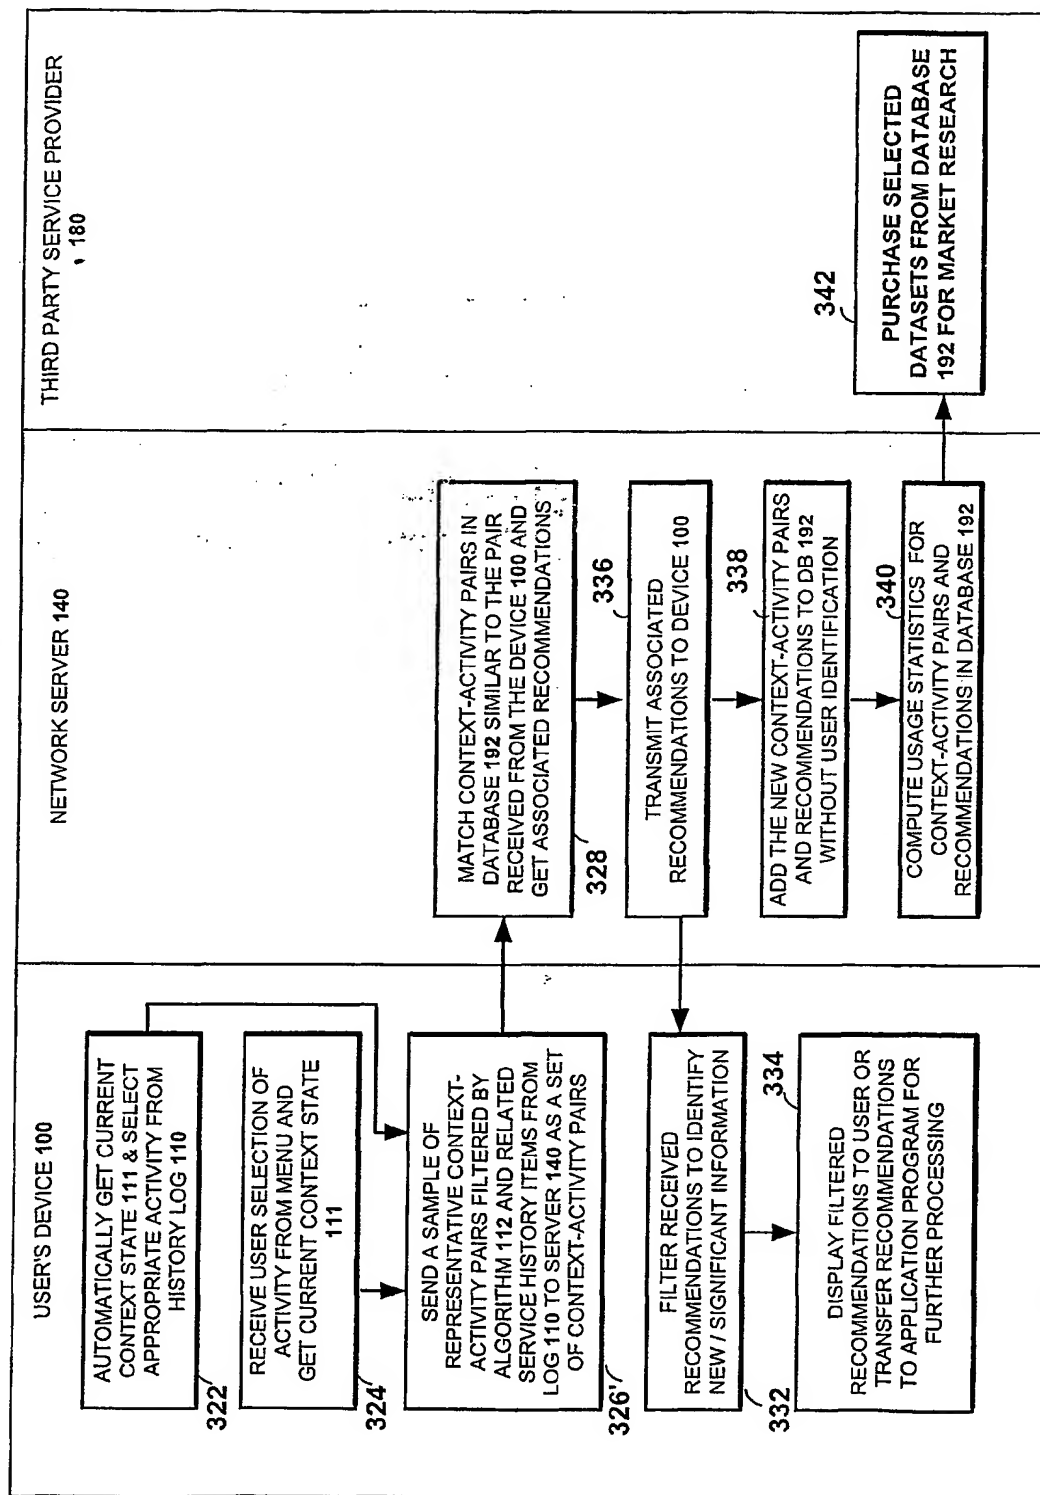 USER'S DEVICE 100
AUTOMATICALLY GET CURRENT
CONTEXT STATE 111 & SELECT
APPROPRIATE ACTIVITY FROM
HISTORY LOG 110
322
RECEIVE USER SELECTION OF
ACTIVITY FROM MENU AND
GET CURRENT CONTEXT STATE
111
324
SEND A SAMPLE OF
REPRESENTATIVE CONTEXT-
ACTIVITY PAIRS FILTERED BY
ALGORITHM 112 AND RELATED
SERVICE HISTORY ITEMS FROM
LOG 110 TO SERVER 140 AS A SET
OF CONTEXT-ACTIVITY PAIRS
326'
FILTER RECEIVED
RECOMMENDATIONS TO IDENTIFY
NEW / SIGNIFICANT INFORMATION
332
334
DISPLAY FILTERED
RECOMMENDATIONS TO USER OR
TRANSFER RECOMMENDATIONS
TO APPLICATION PROGRAM FOR
FURTHER PROCESSING
NETWORK SERVER 140
MATCH CONTEXT-ACTIVITY PAIRS IN
DATABASE 192 SIMILAR TO THE PAIR
RECEIVED FROM THE DEVICE 100 AND
GET ASSOCIATED RECOMMENDATIONS
328
336
TRANSMIT ASSOCIATED
RECOMMENDATIONS TO DEVICE 100
338
ADD THE NEW CONTEXT-ACTIVITY PAIRS
AND RECOMMENDATIONS TO DB 192
WITHOUT USER IDENTIFICATION
340
COMPUTE USAGE STATISTICS FOR
CONTEXT-ACTIVITY PAIRS AND
RECOMMENDATIONS IN DATABASE 192
THIRD PARTY SERVICE PROVIDER
180
342
PURCHASE SELECTED
DATASETS FROM DATABASE
192 FOR MARKET RESEARCH